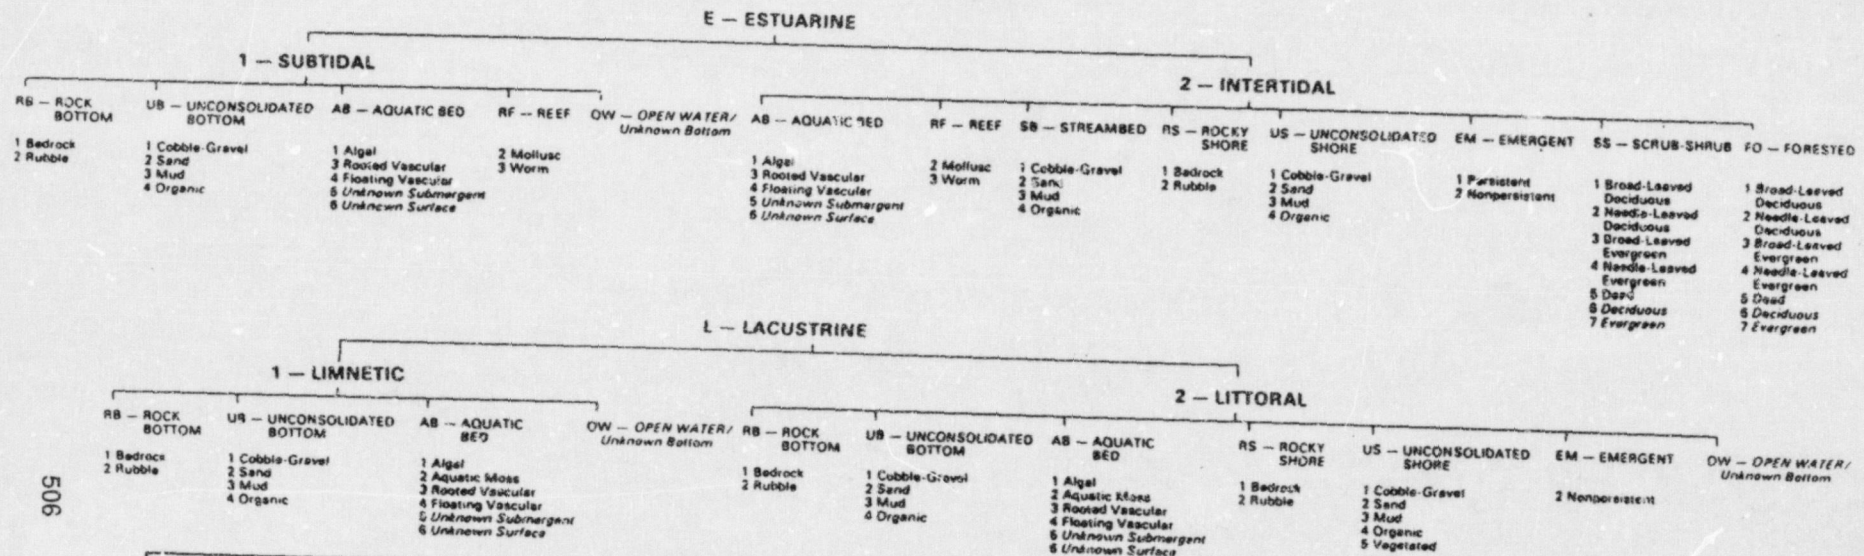 E — ESTUARINE
1 — SUBTIDAL
RB — ROCK
BOTTOM
1 Bedrock
2 Rubble
UB — UNCONSOLIDATED
BOTTOM
1 Cobble-Gravel
2 Sand
3 Mud
4 Organic
AB — AQUATIC BED
1 Algal
3 Rooted Vascular
4 Floating Vascular
5 Unknown Submergent
6 Unknown Surface
RF — REEF
2 Mollusc
3 Worm
OW — OPEN WATER/
Unknown Bottom
2 — INTERTIDAL
AB — AQUATIC BED
1 Algal
3 Rooted Vascular
4 Floating Vascular
5 Unknown Submergent
6 Unknown Surface
RF — REEF
2 Mollusc
3 Worm
SB — STREAMBED
1 Cobble-Gravel
2 Sand
3 Mud
4 Organic
RS — ROCKY
SHORE
1 Bedrock
2 Rubble
US — UNCONSOLIDATED
SHORE
1 Cobble-Gravel
2 Sand
3 Mud
4 Organic
EM — EMERGENT
1 Persistent
2 Nonpersistent
SS — SCRUB-SHRUB
1 Broad-Leaved
Deciduous
2 Needle-Leaved
Deciduous
3 Broad-Leaved
Evergreen
4 Needle-Leaved
Evergreen
5 Dead
6 Deciduous
7 Evergreen
FO — FORESTED
1 Broad-Leaved
Deciduous
2 Needle-Leaved
Deciduous
3 Broad-Leaved
Evergreen
4 Needle-Leaved
Evergreen
5 Dead
6 Deciduous
7 Evergreen
L — LACUSTRINE
1 — LIMNETIC
RB — ROCK
BOTTOM
1 Bedrock
2 Rubble
UB — UNCONSOLIDATED
BOTTOM
1 Cobble-Gravel
2 Sand
3 Mud
4 Organic
AB — AQUATIC
BED
1 Algal
2 Aquatic Moss
3 Rooted Vascular
4 Floating Vascular
5 Unknown Submergent
6 Unknown Surface
OW — OPEN WATER/
Unknown Bottom
2 — LITTORAL
RB — ROCK
BOTTOM
1 Bedrock
2 Rubble
UB — UNCONSOLIDATED
BOTTOM
1 Cobble-Gravel
2 Sand
3 Mud
4 Organic
AB — AQUATIC
BED
1 Algal
2 Aquatic Moss
3 Rooted Vascular
4 Floating Vascular
5 Unknown Submergent
6 Unknown Surface
RS — ROCKY
SHORE
1 Bedrock
2 Rubble
US — UNCONSOLIDATED
SHORE
1 Cobble-Gravel
2 Sand
3 Mud
4 Organic
5 Vegetated
EM — EMERGENT
2 Nonpersistent
OW — OPEN WATER/
Unknown Bottom
506